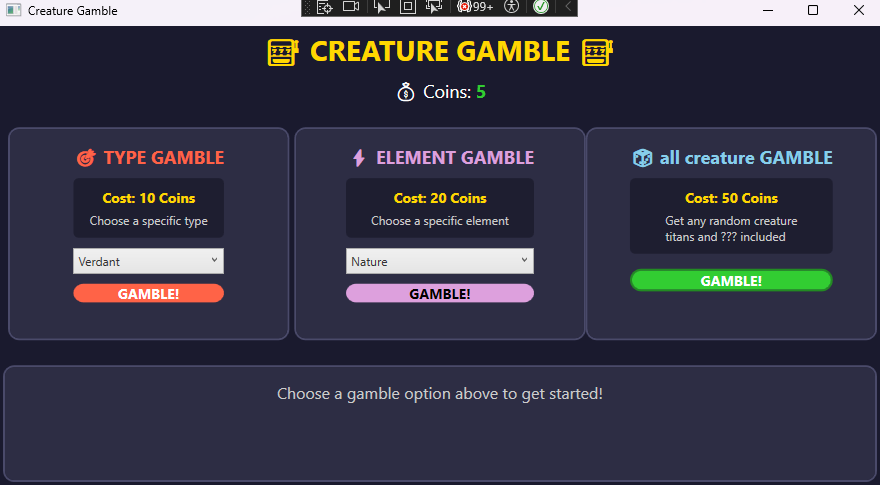 Creature Gamble
99+
CREATURE GAMBLE
Coins: 5
TYPE GAMBLE
Cost: 10 Coins
Choose a specific type
Verdant
GAMBLE!
ELEMENT GAMBLE
Cost: 20 Coins
Choose a specific element
Nature
GAMBLE!
all creature GAMBLE
Cost: 50 Coins
Get any random creature
titans and ??? included
GAMBLE!
Choose a gamble option above to get started!